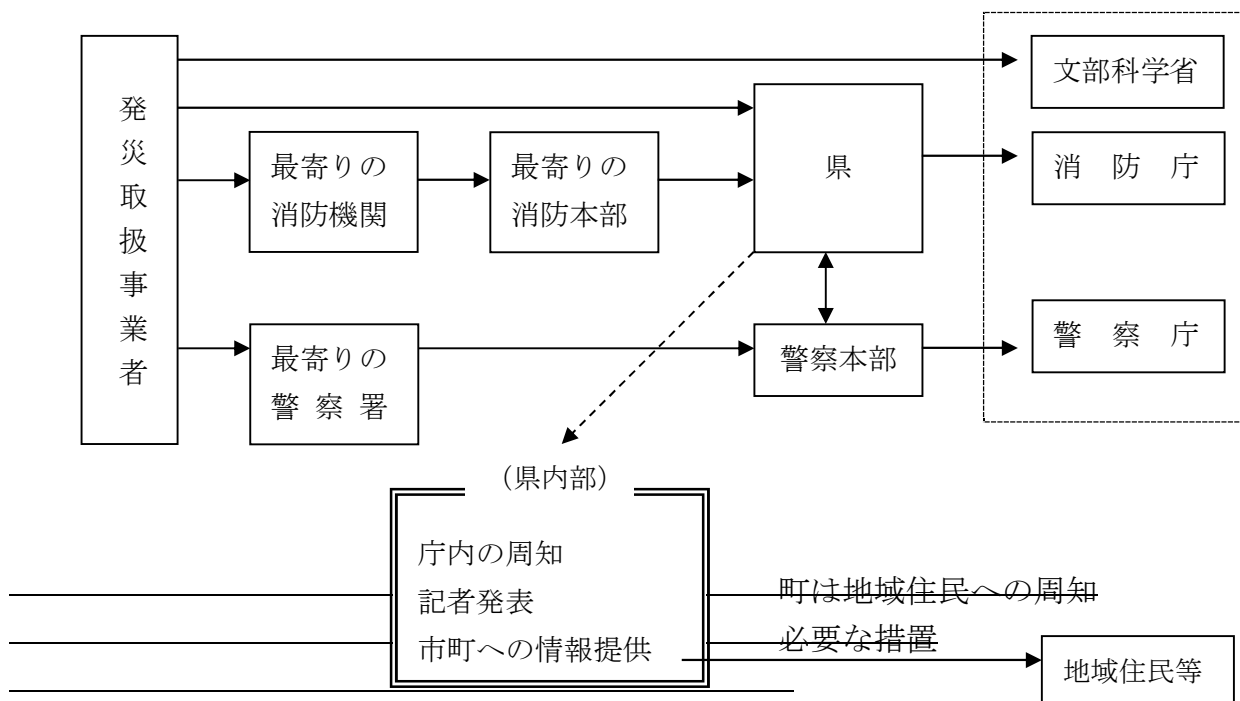 発災取扱事業者
文部科学省
最寄りの
消防機関
最寄りの
消防本部
県
消　防　庁
最寄りの
警 察 署
警察本部
警　察　庁
（県内部）
庁内の周知
記者発表
市町への情報提供
町は地域住民への周知
必要な措置
地域住民等